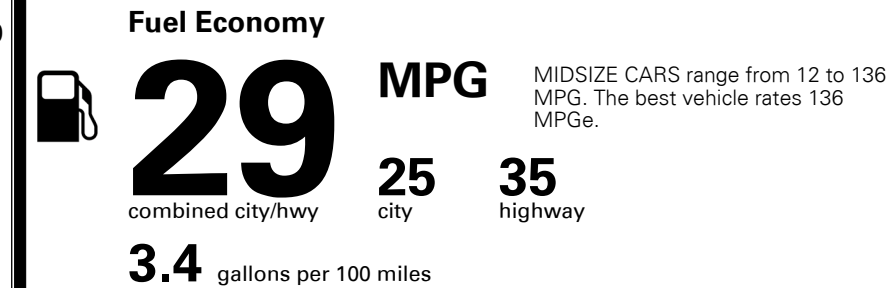 Fuel Economy
29
MPG
MIDSIZE CARS range from 12 to 136
MPG. The best vehicle rates 136
MPGe.
25 35
combined city/hwy city highway
3.4 gallons per 100 miles